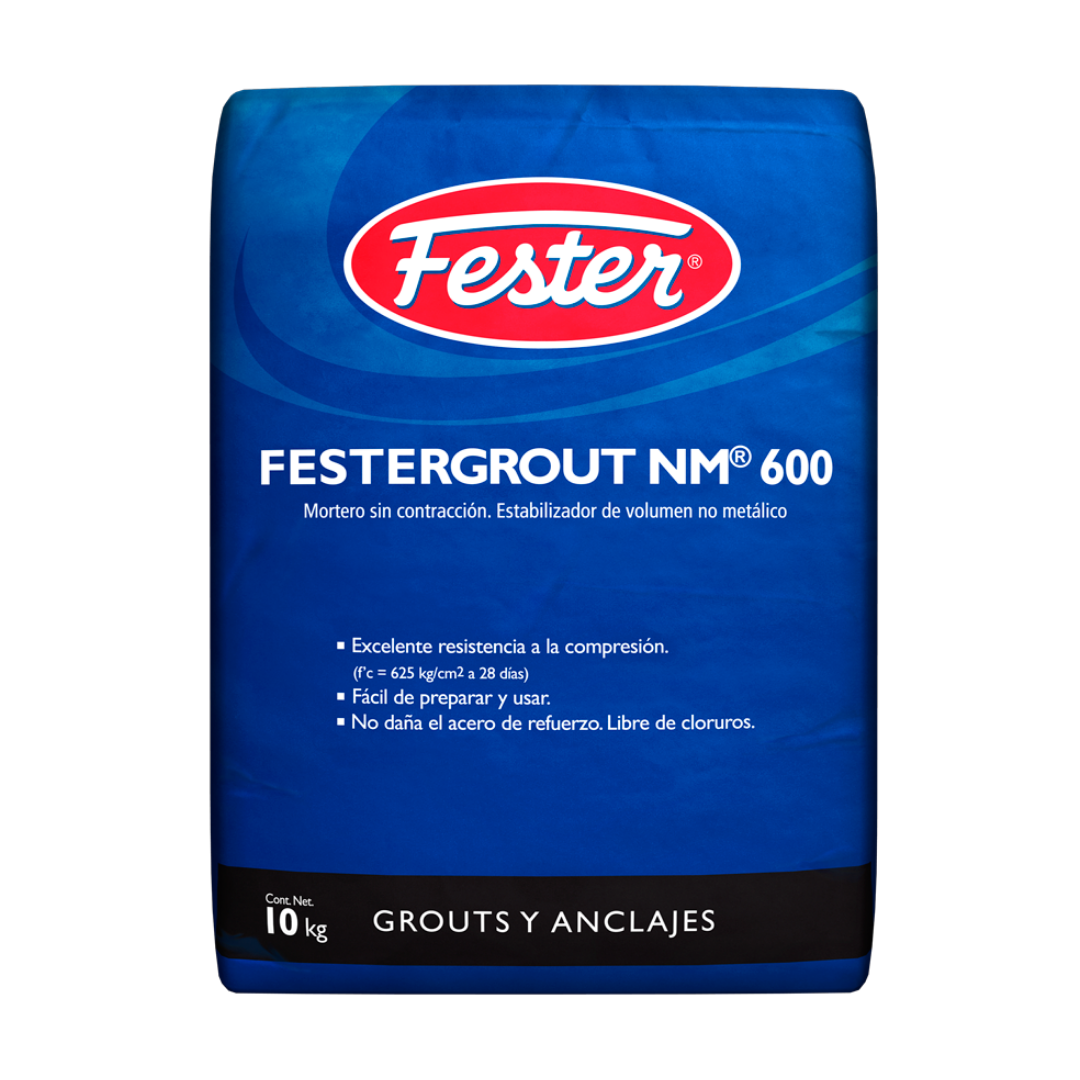 Fester®
FESTERGROUT NM® 600
Mortero sin contracción. Estabilizador de volumen no metálico
▪ Excelente resistencia a la compresión.
(f'c = 625 kg/cm2 a 28 días)
▪ Fácil de preparar y usar.
▪ No daña el acero de refuerzo. Libre de cloruros.
Cont. Net.
10 kg
GROUTS Y ANCLAJES